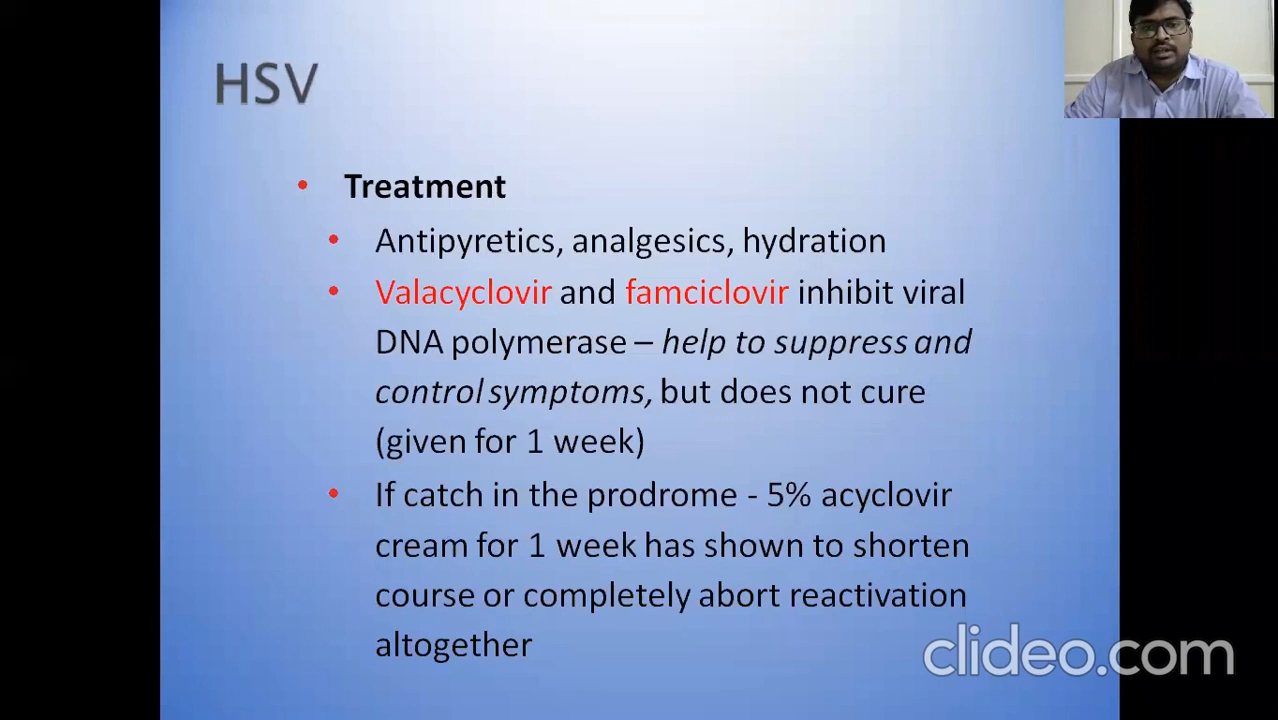 HSV
• Treatment
• Antipyretics, analgesics, hydration
• Valacyclovir and famciclovir inhibit viral
DNA polymerase – help to suppress and
control symptoms, but does not cure
(given for 1 week)
• If catch in the prodrome - 5% acyclovir
cream for 1 week has shown to shorten
course or completely abort reactivation
altogether
clideo.com